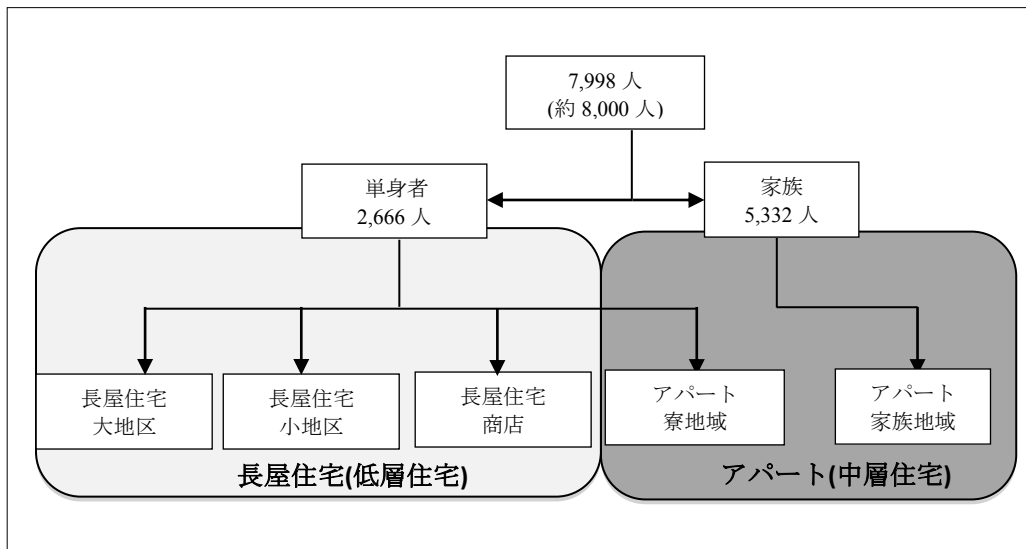 7,998 人
(約 8,000 人)
単身者
2,666 人
家族
5,332 人
長屋住宅
大地区
長屋住宅
小地区
長屋住宅
商店
アパート
寮地域
アパート
家族地域
長屋住宅(低層住宅)
アパート(中層住宅)